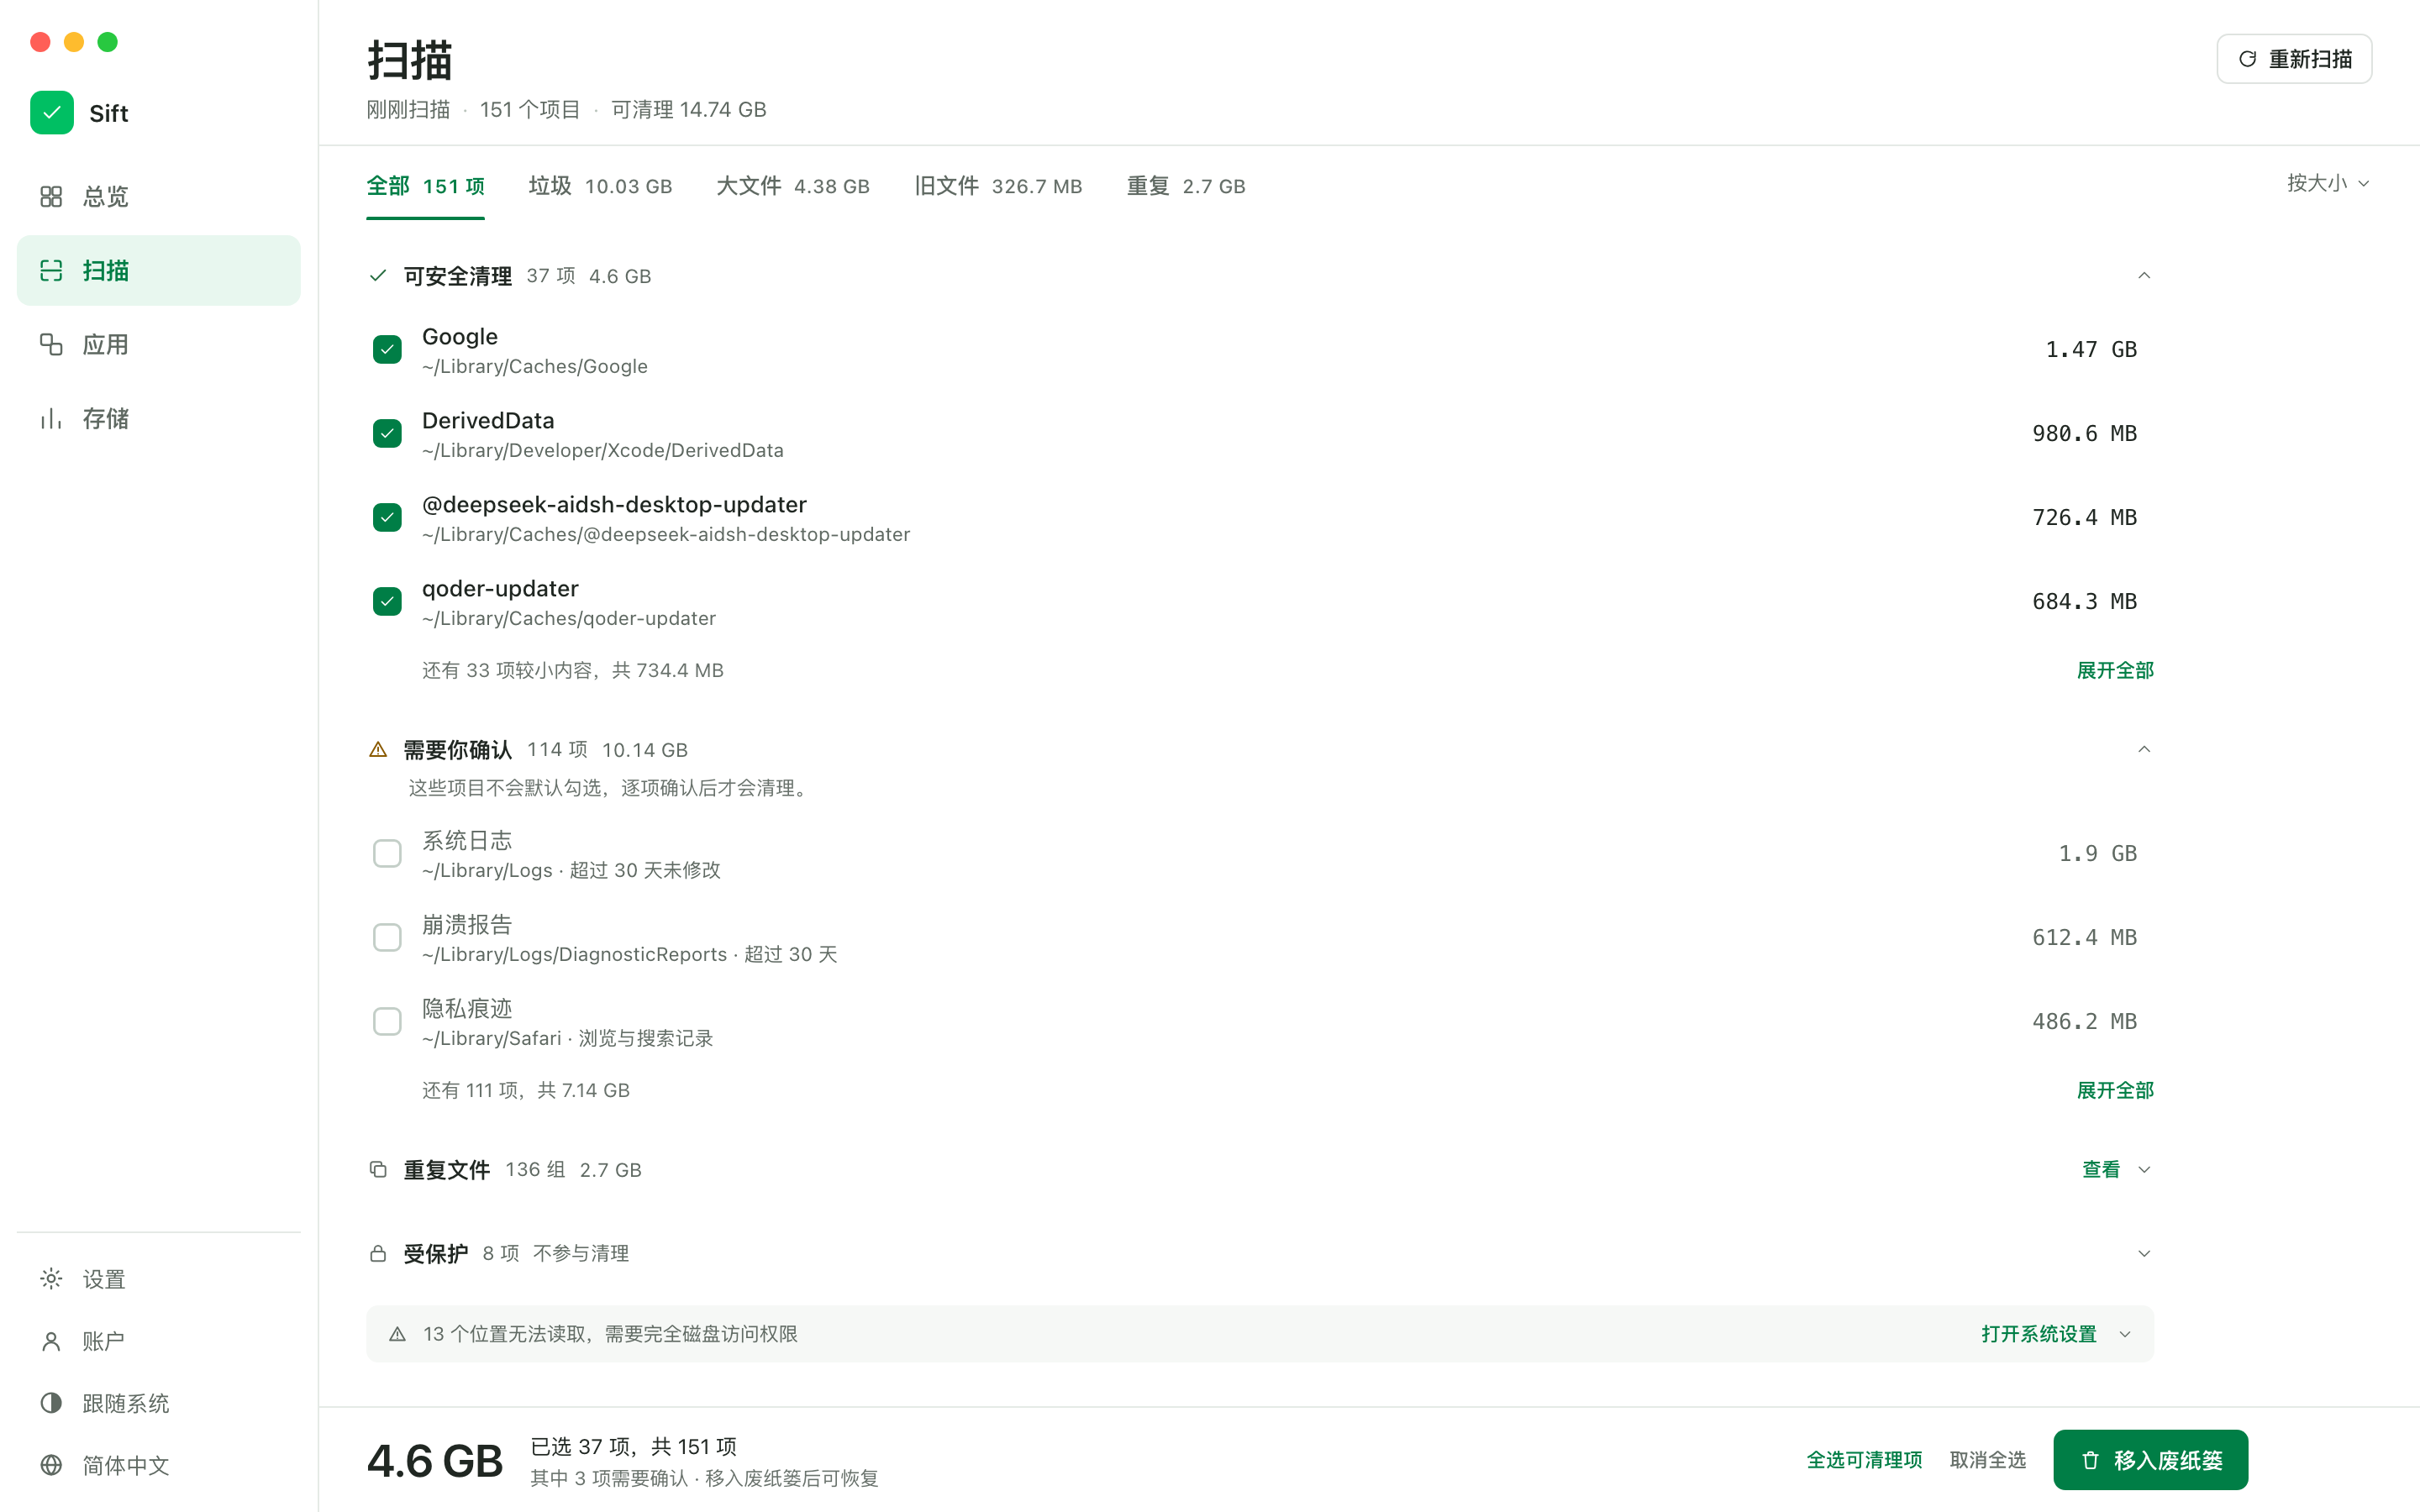 Sift
总览
扫描
应用
存储
设置
账户
跟随系统
简体中文
扫描
刚刚扫描 · 151 个项目 · 可清理 14.74 GB
重新扫描
全部 151 项 垃圾 10.03 GB 大文件 4.38 GB 旧文件 326.7 MB 重复 2.7 GB
按大小
可安全清理 37 项 4.6 GB
Google
~/Library/Caches/Google
1.47 GB
DerivedData
~/Library/Developer/Xcode/DerivedData
980.6 MB
@deepseek-aidsh-desktop-updater
~/Library/Caches/@deepseek-aidsh-desktop-updater
726.4 MB
qoder-updater
~/Library/Caches/qoder-updater
684.3 MB
还有 33 项较小内容，共 734.4 MB
展开全部
需要你确认 114 项 10.14 GB
这些项目不会默认勾选，逐项确认后才会清理。
系统日志
~/Library/Logs · 超过 30 天未修改
1.9 GB
崩溃报告
~/Library/Logs/DiagnosticReports · 超过 30 天
612.4 MB
隐私痕迹
~/Library/Safari · 浏览与搜索记录
486.2 MB
还有 111 项，共 7.14 GB
展开全部
重复文件 136 组 2.7 GB
查看
受保护 8 项 不参与清理
13 个位置无法读取，需要完全磁盘访问权限
打开系统设置
4.6 GB
已选 37 项，共 151 项
其中 3 项需要确认 · 移入废纸篓后可恢复
全选可清理项
取消全选
移入废纸篓